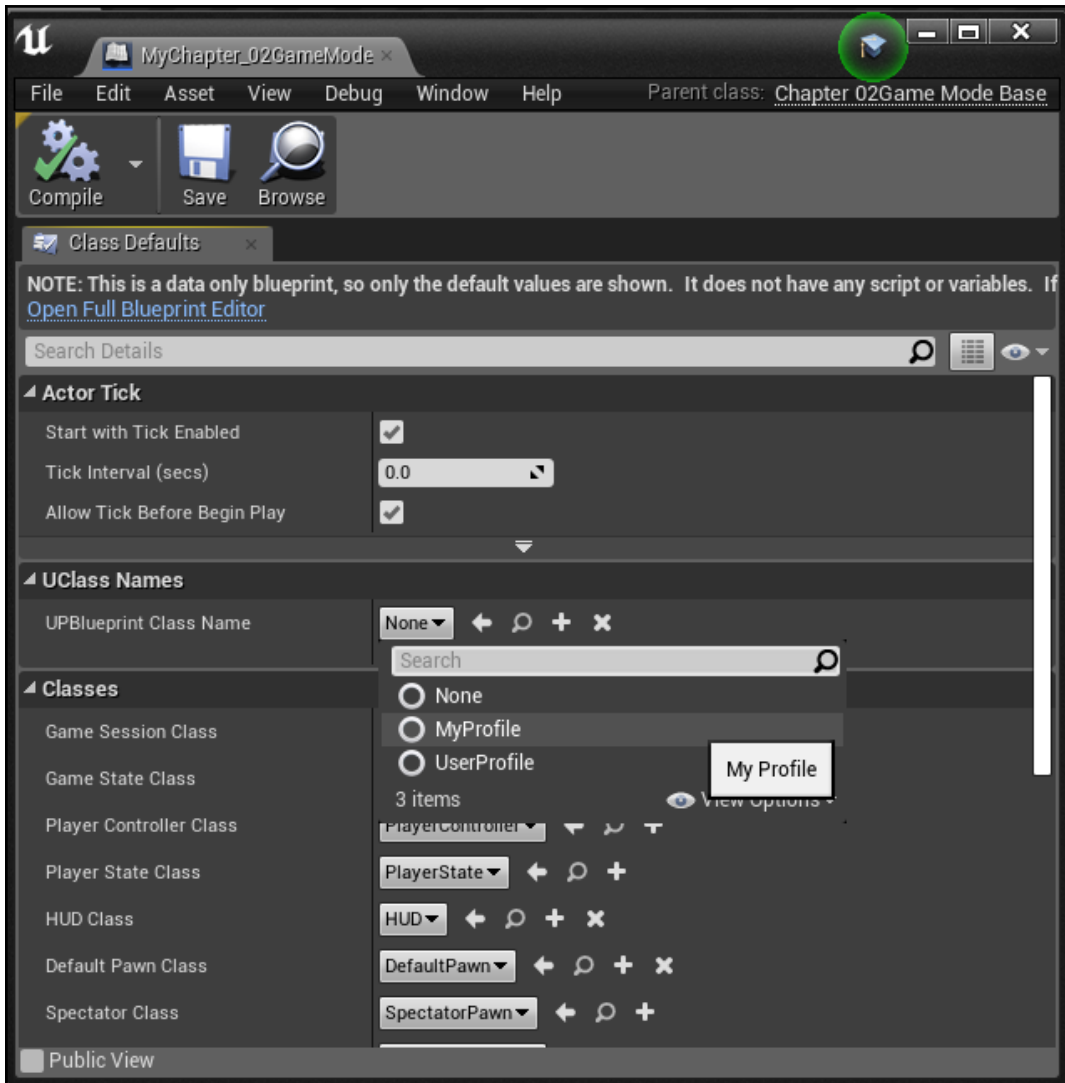 MyChapter_02GameMode
File Edit Asset View Debug Window Help Parent class: Chapter 02Game Mode Base
Compile Save Browse
Class Defaults
NOTE: This is a data only blueprint, so only the default values are shown. It does not have any script or variables. If
Open Full Blueprint Editor
Search Details
Actor Tick
Start with Tick Enabled
Tick Interval (secs) 0.0
Allow Tick Before Begin Play
UClass Names
UPBlueprint Class Name None
Search
None
MyProfile
UserProfile
My Profile
3 items View Options
Classes
Game Session Class
Game State Class
Player Controller Class PlayerController
Player State Class PlayerState
HUD Class HUD
Default Pawn Class DefaultPawn
Spectator Class SpectatorPawn
Public View